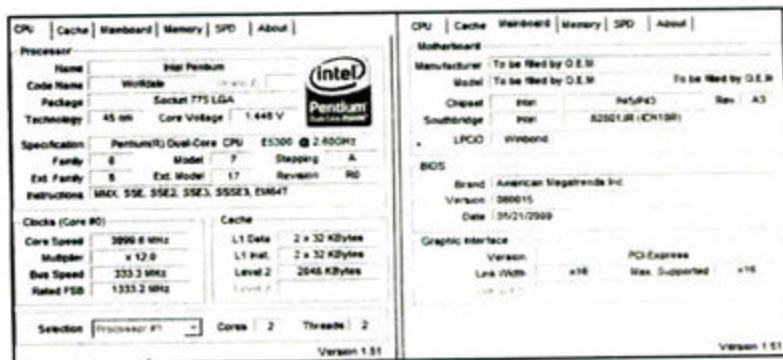 CPU | Cache | Mainboard | Memory | SPD | About
Processor
Name Intel Pentium
Code Name Wolfdale
Package Socket 775 LGA
Technology 45 nm Core Voltage 1.448 V
intel
Pentium
Specification Pentium(R) Dual-Core CPU E5300 @ 2.60GHz
Family 6 Model 7 Stepping A
Ext. Family 6 Ext. Model 17 Revision R0
Instructions MMX, SSE, SSE2, SSE3, SSSE3, EM64T
Clocks (Core #0)
Core Speed 3999.6 MHz
Multiplier x 12.0
Bus Speed 333.3 MHz
Rated FSB 1333.2 MHz
Cache
L1 Data 2 x 32 KBytes
L1 Inst. 2 x 32 KBytes
Level 2 2048 KBytes
Selection Processor #1 Cores 2 Threads 2
Version 1.51
CPU | Cache | Mainboard | Memory | SPD | About
Motherboard
Manufacturer To be filled by O.E.M.
Model To be filled by O.E.M. To be filled by O.E.M.
Chipset Intel P45/P43 Rev. A3
Southbridge Intel 82801JR (ICH10R)
LPCIO Winbond
BIOS
Brand American Megatrends Inc.
Version 080015
Date 05/21/2009
Graphic Interface
Version PCI-Express
Link Width x16 Max. Supported x16
Version 1.51